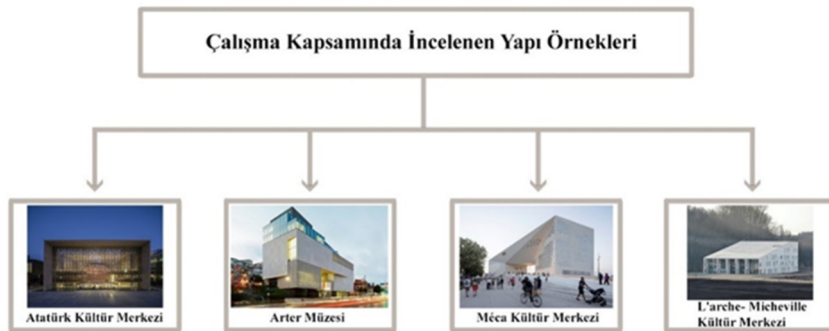 Çalışma Kapsamında İncelenen Yapı Örnekleri
Atatürk Kültür Merkezi
Arter Müzesi
Méca Kültür Merkezi
L'arche- Micheville
Kültür Merkezi